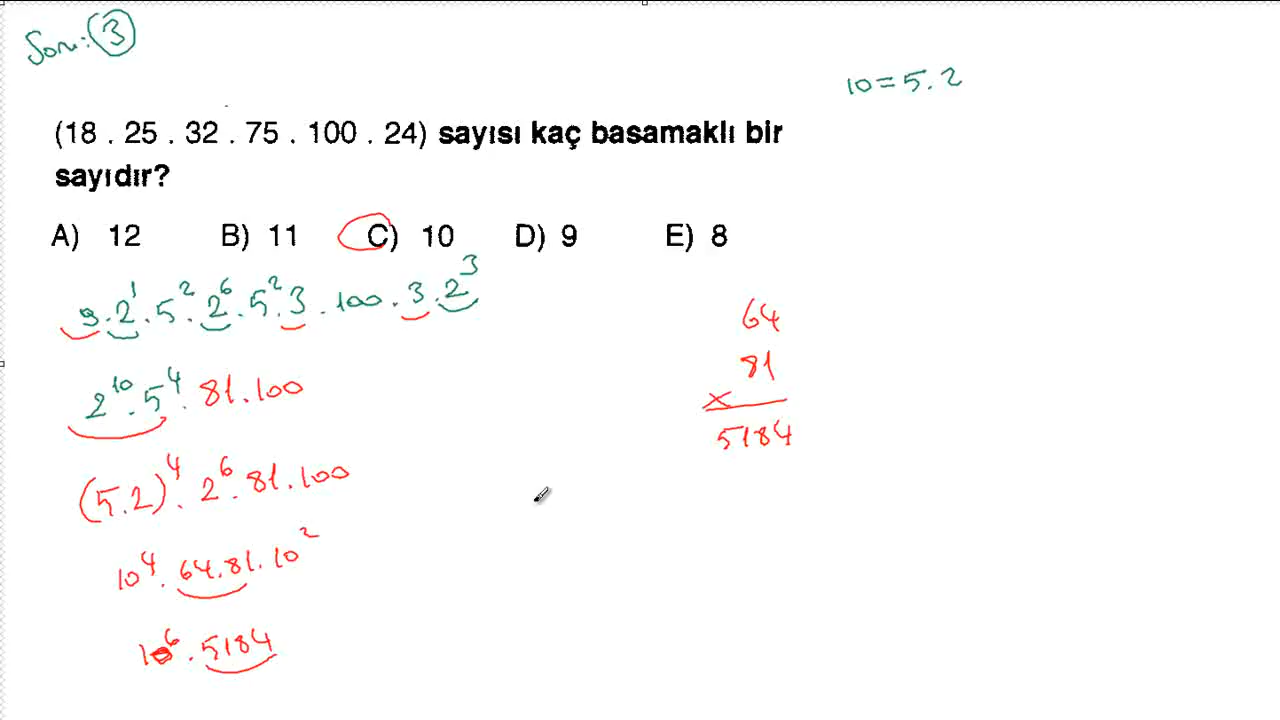 Soru: 3
10 = 5.2
(18 . 25 . 32 . 75 . 100 . 24) sayısı kaç basamaklı bir
sayıdır?
A) 12 B) 11 C) 10 D) 9 E) 8
9 . 2¹ . 5² . 2⁶ . 5² . 3 . 100 . 3 . 2³
2¹⁰ . 5⁴ . 81 . 100
(5.2)⁴ . 2⁶ . 81 . 100
10⁴ . 64 . 81 . 10²
10⁶ . 5184
64
81
x
5184